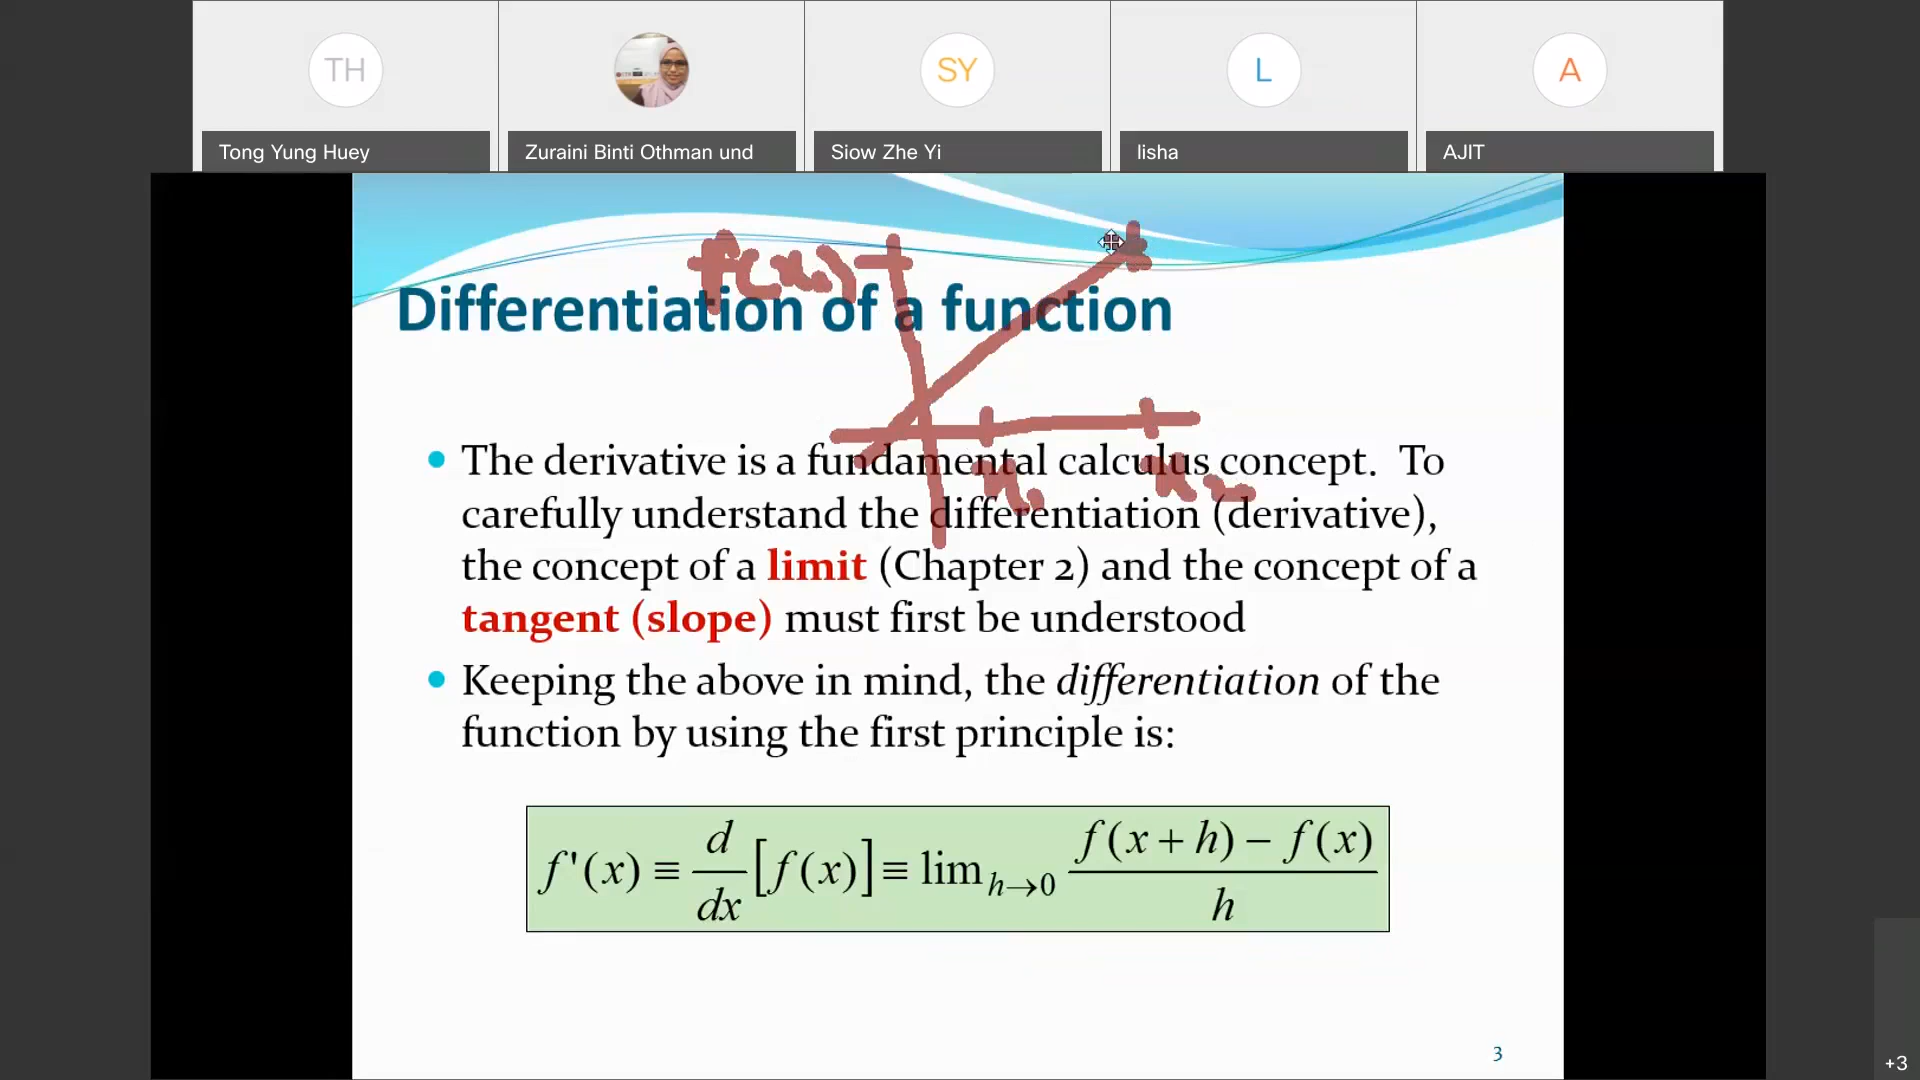 TH
SY
L
A
Tong Yung Huey
Zuraini Binti Othman und
Siow Zhe Yi
lisha
AJIT
Differentiation of a function
The derivative is a fundamental calculus concept. To
carefully understand the differentiation (derivative),
the concept of a limit (Chapter 2) and the concept of a
tangent (slope) must first be understood
Keeping the above in mind, the differentiation of the
function by using the first principle is:
f'(x) ≡ d/dx [f(x)] ≡ lim h→0 f(x+h) − f(x) / h
3
+3
x₁
x₂